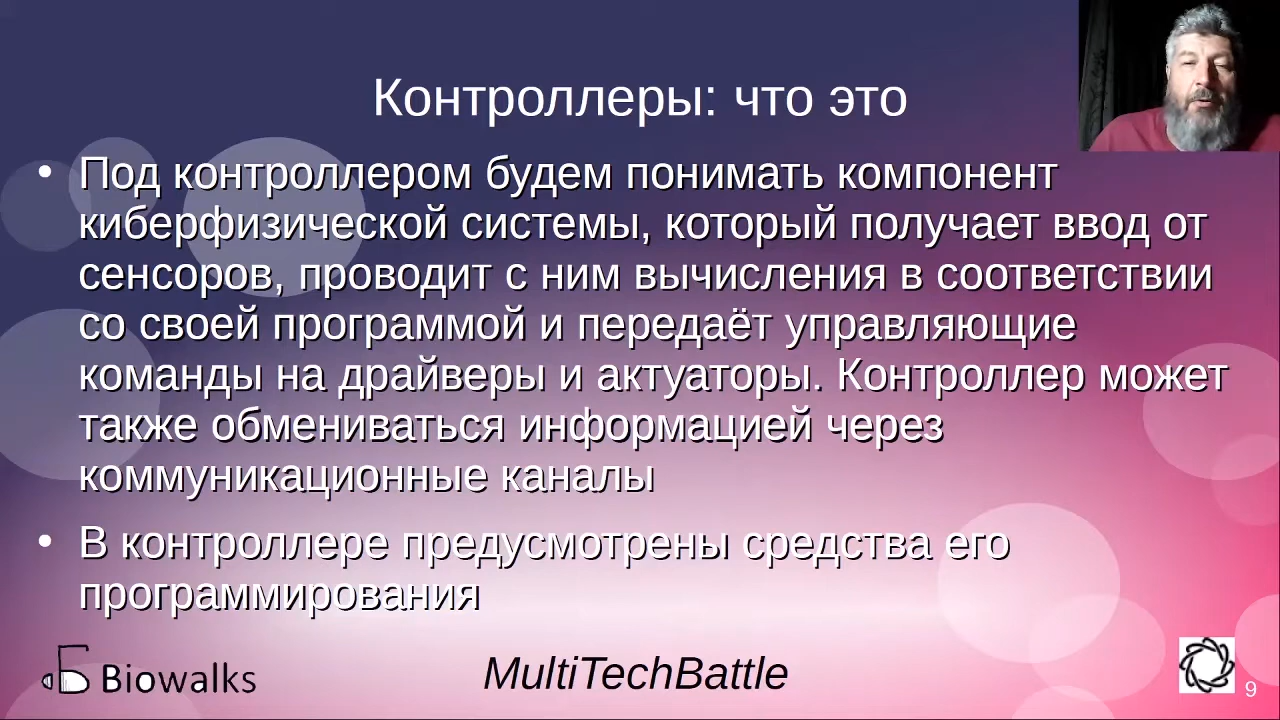 Контроллеры: что это
• Под контроллером будем понимать компонент
киберфизической системы, который получает ввод от
сенсоров, проводит с ним вычисления в соответствии
со своей программой и передаёт управляющие
команды на драйверы и актуаторы. Контроллер может
также обмениваться информацией через
коммуникационные каналы
• В контроллере предусмотрены средства его
программирования
Biowalks
MultiTechBattle
9